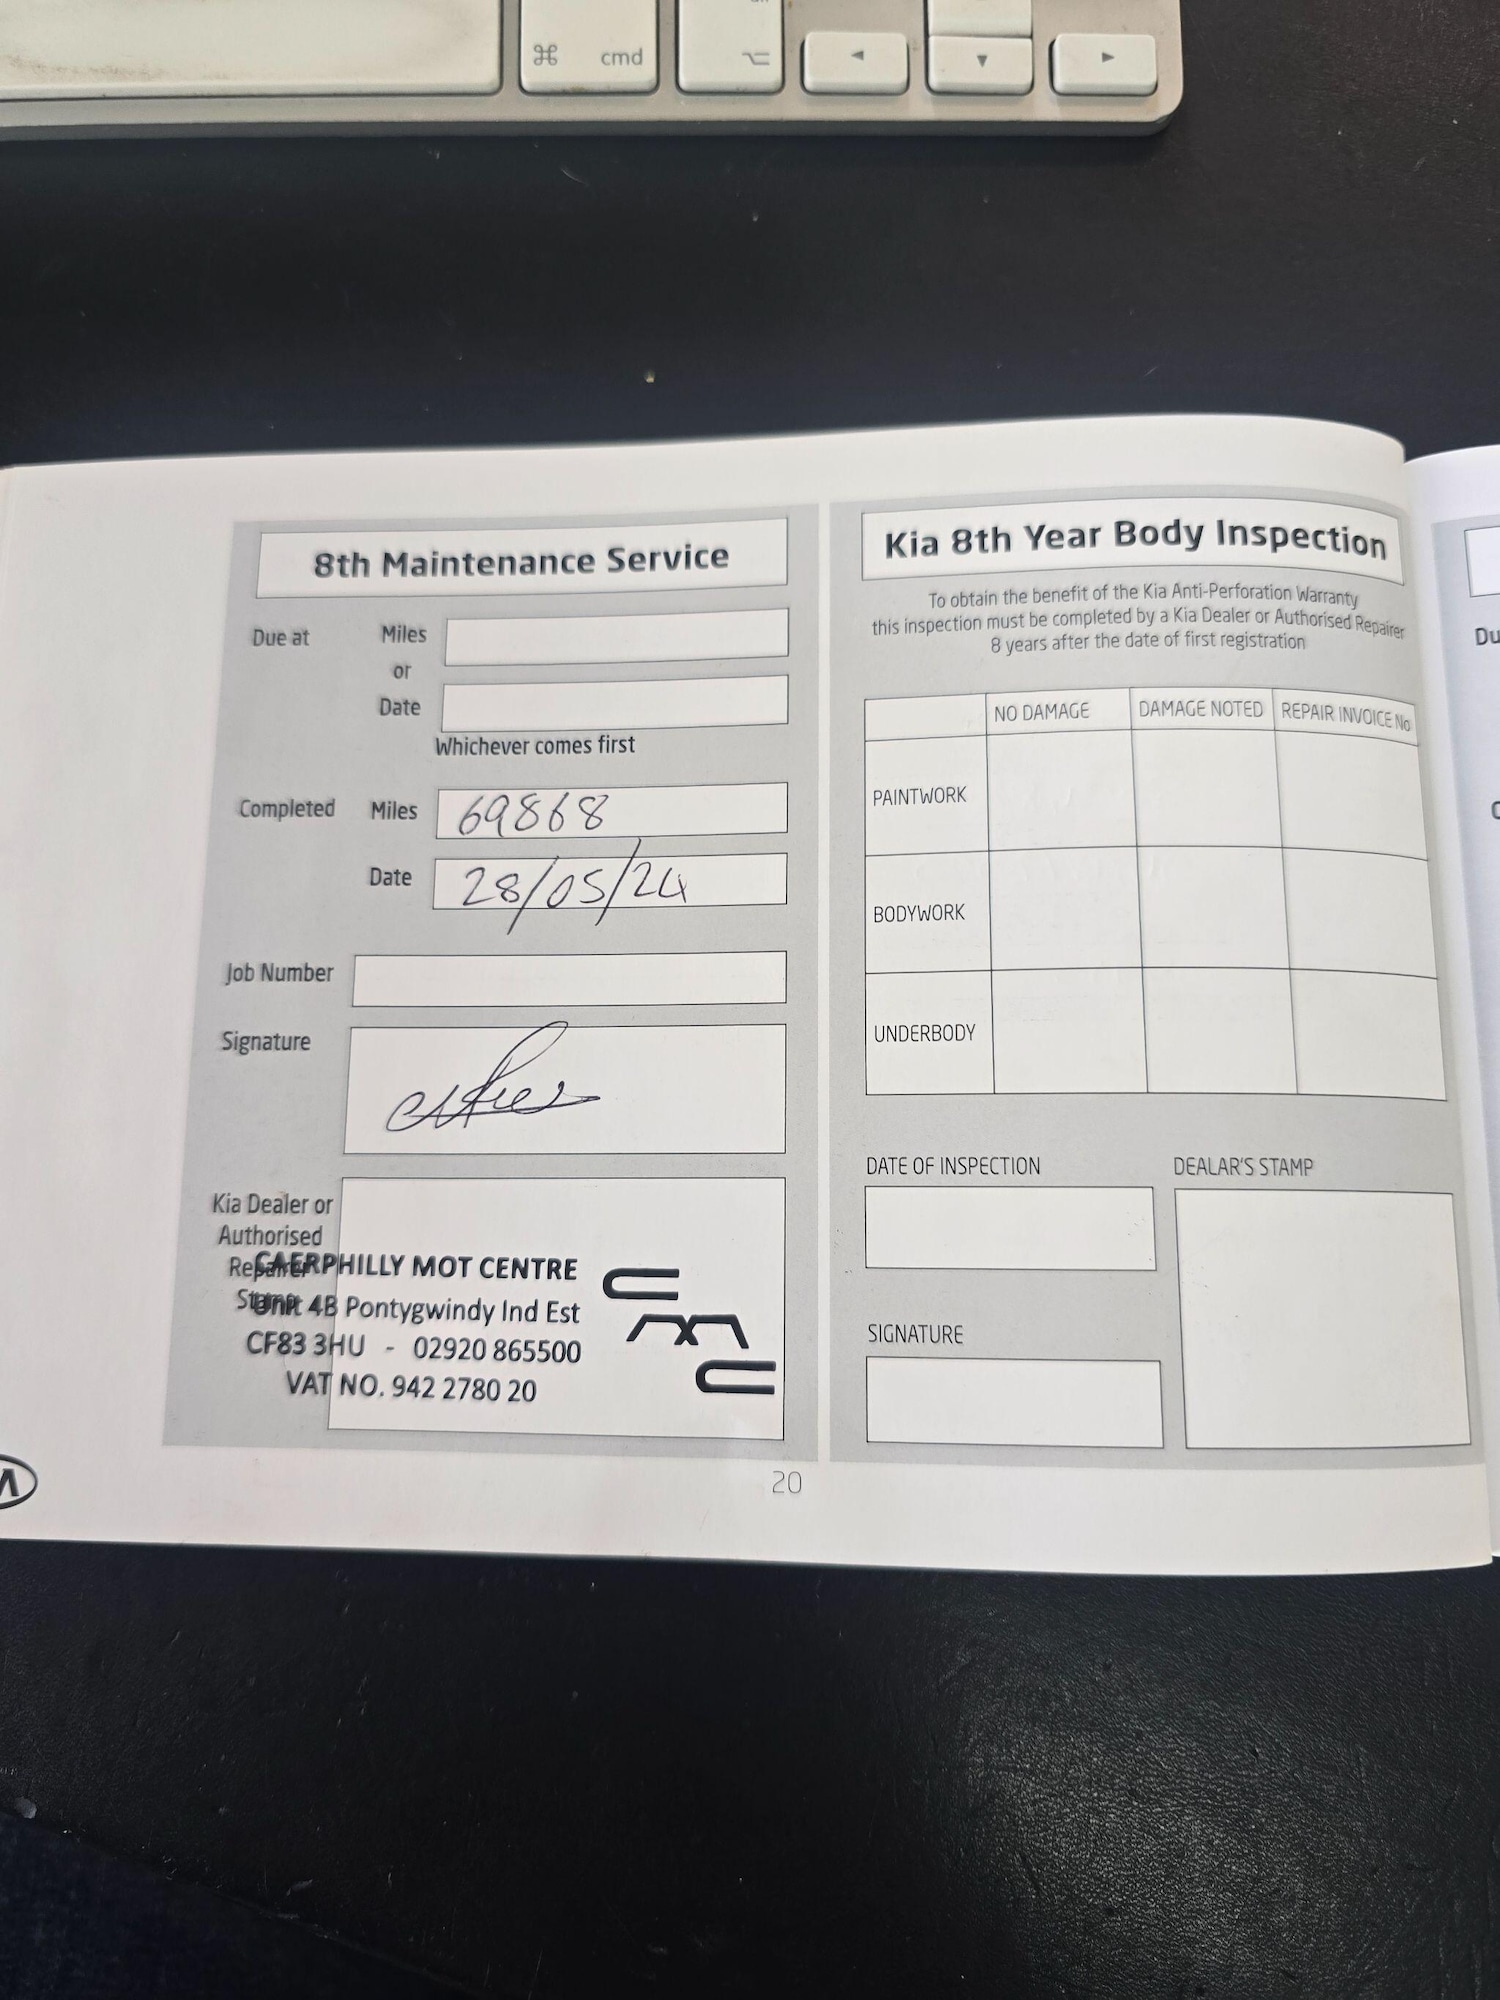 cmd
8th Maintenance Service
Due at Miles
or
Date
Whichever comes first
Completed Miles 69868
Date 28/05/24
Job Number
Signature
Kia Dealer or
Authorised
Repairer
Stamp
CAERPHILLY MOT CENTRE
Unit 4B Pontygwindy Ind Est
CF83 3HU - 02920 865500
VAT NO. 942 2780 20
cmc
Kia 8th Year Body Inspection
To obtain the benefit of the Kia Anti-Perforation Warranty
this inspection must be completed by a Kia Dealer or Authorised Repairer
8 years after the date of first registration
NO DAMAGE DAMAGE NOTED REPAIR INVOICE No
PAINTWORK
BODYWORK
UNDERBODY
DATE OF INSPECTION DEALAR'S STAMP
SIGNATURE
20
Du